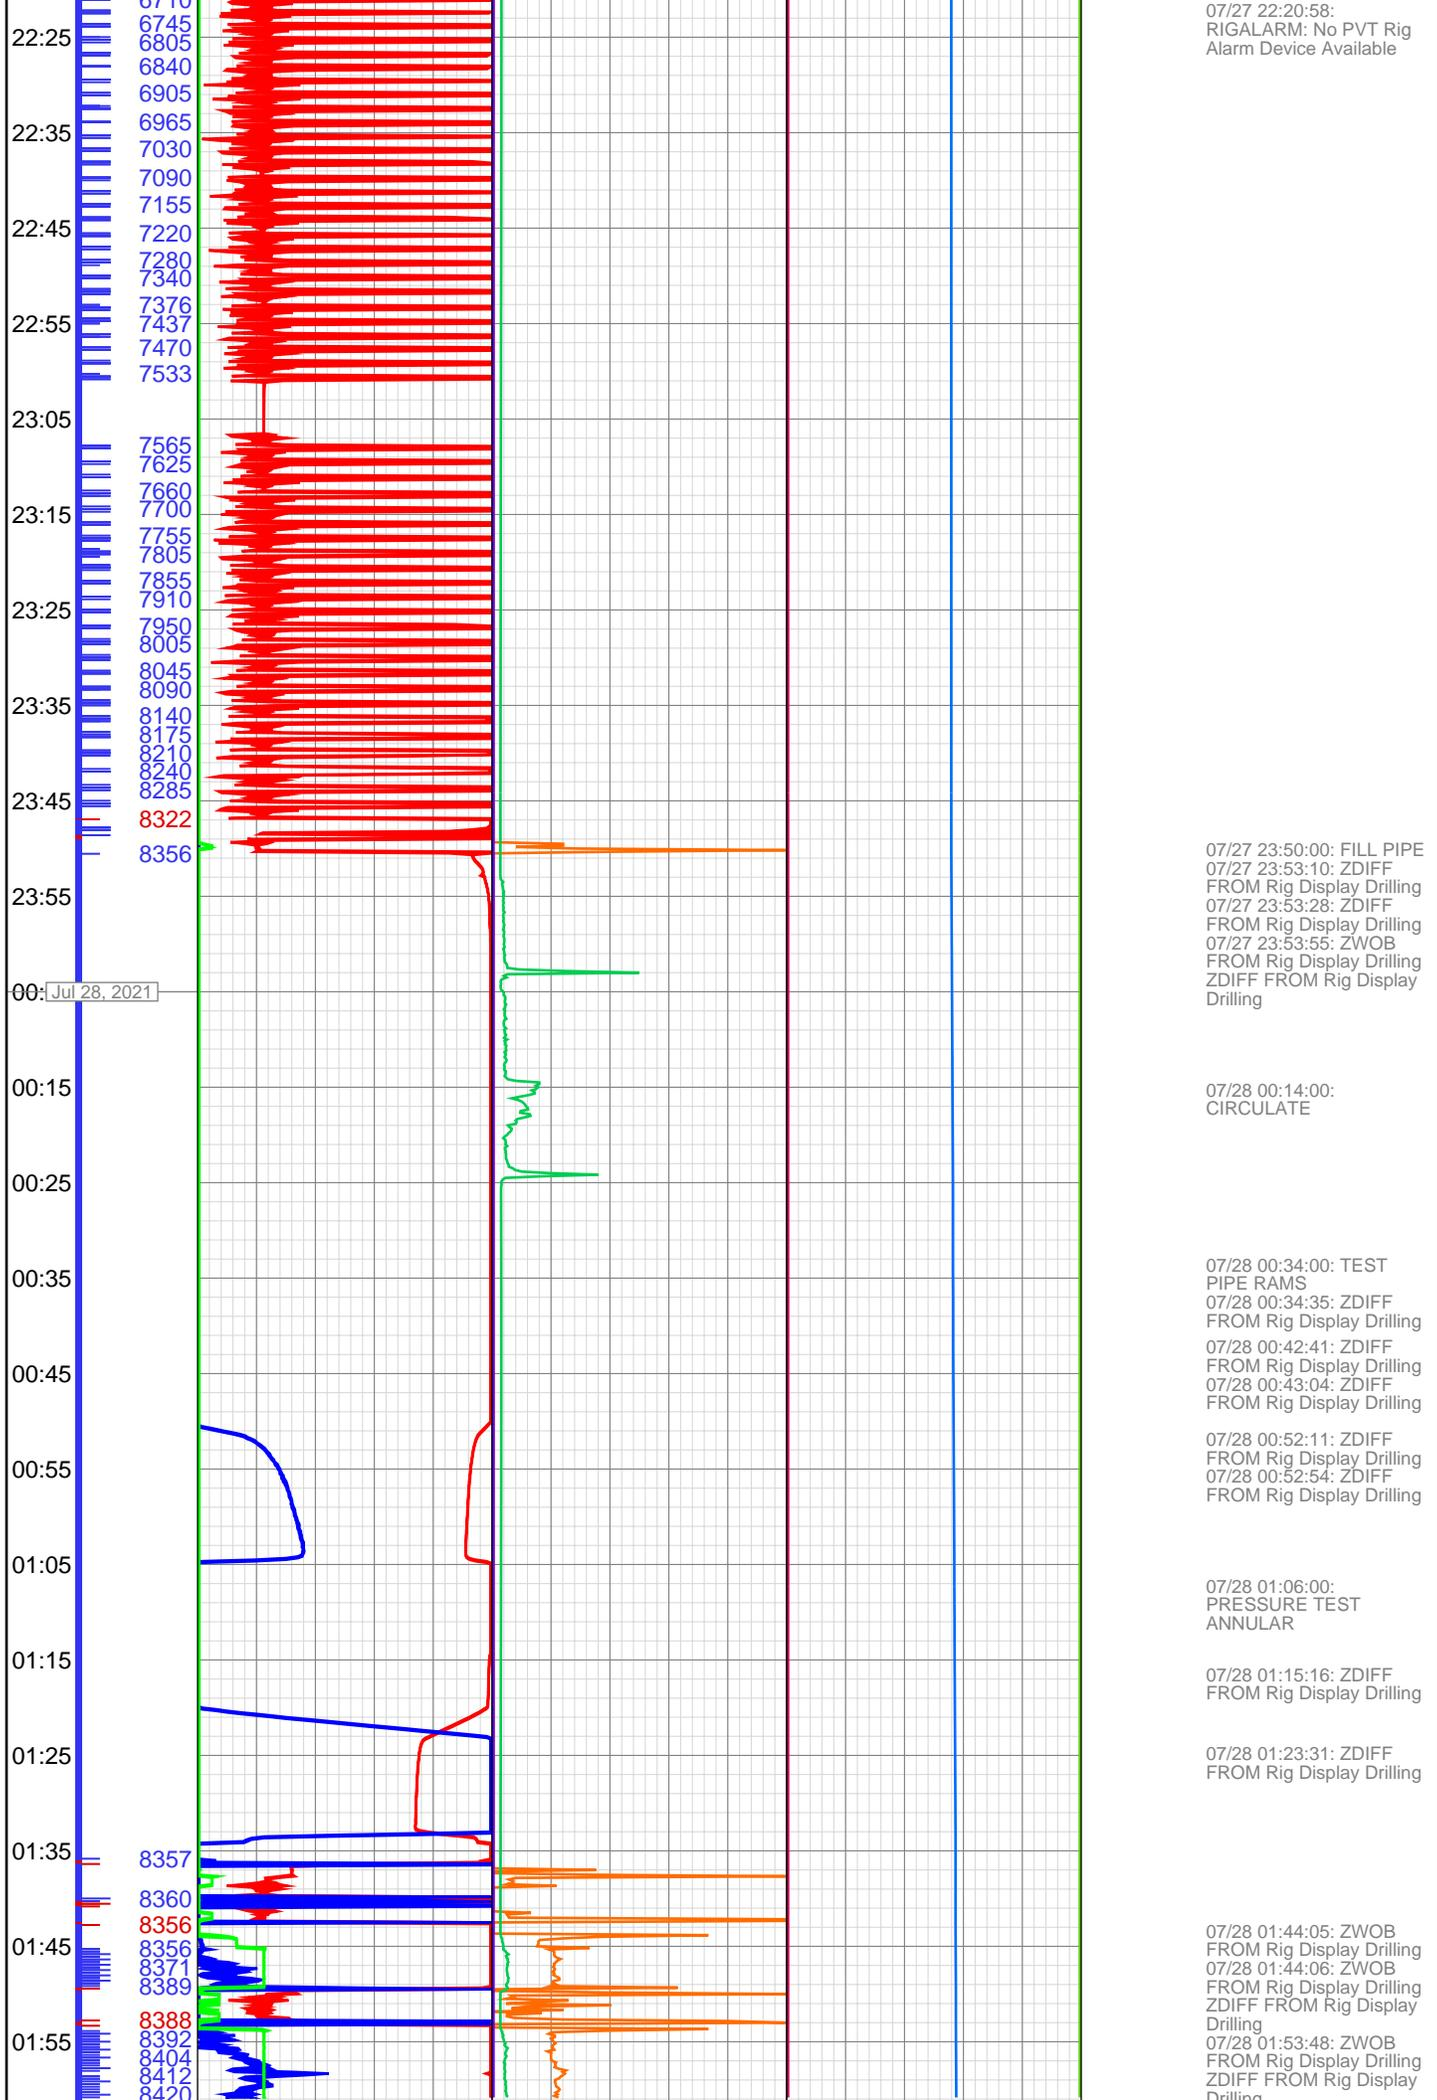 6710
07/27 22:20:58:
6745
RIGALARM: No PVT Rig
22:25
6805
Alarm Device Available
6840
6905
6965
22:35
7030
7090
7155
22:45
7220
7280
7340
7376
22:55
7437
7470
7533
23:05
7565
7625
7660
23:15
7700
7755
7805
7855
23:25
7910
7950
8005
8045
23:35
8090
8140
8175
8210
8240
8285
23:45
8322
8356
07/27 23:50:00: FILL PIPE
07/27 23:53:10: ZDIFF
FROM Rig Display Drilling
23:55
07/27 23:53:28: ZDIFF
FROM Rig Display Drilling
07/27 23:53:55: ZWOB
FROM Rig Display Drilling
ZDIFF FROM Rig Display
Drilling
00:
Jul 28, 2021
00:15
07/28 00:14:00:
CIRCULATE
00:25
00:35
07/28 00:34:00: TEST
PIPE RAMS
07/28 00:34:35: ZDIFF
FROM Rig Display Drilling
00:45
07/28 00:42:41: ZDIFF
FROM Rig Display Drilling
07/28 00:43:04: ZDIFF
FROM Rig Display Drilling
00:55
07/28 00:52:11: ZDIFF
FROM Rig Display Drilling
07/28 00:52:54: ZDIFF
FROM Rig Display Drilling
01:05
07/28 01:06:00:
PRESSURE TEST
ANNULAR
01:15
07/28 01:15:16: ZDIFF
FROM Rig Display Drilling
01:25
07/28 01:23:31: ZDIFF
FROM Rig Display Drilling
01:35
8357
8360
8356
01:45
8356
8371
8389
07/28 01:44:05: ZWOB
FROM Rig Display Drilling
07/28 01:44:06: ZWOB
FROM Rig Display Drilling
ZDIFF FROM Rig Display
Drilling
8388
01:55
8392
8404
8412
8420
07/28 01:53:48: ZWOB
FROM Rig Display Drilling
ZDIFF FROM Rig Display
Drilling